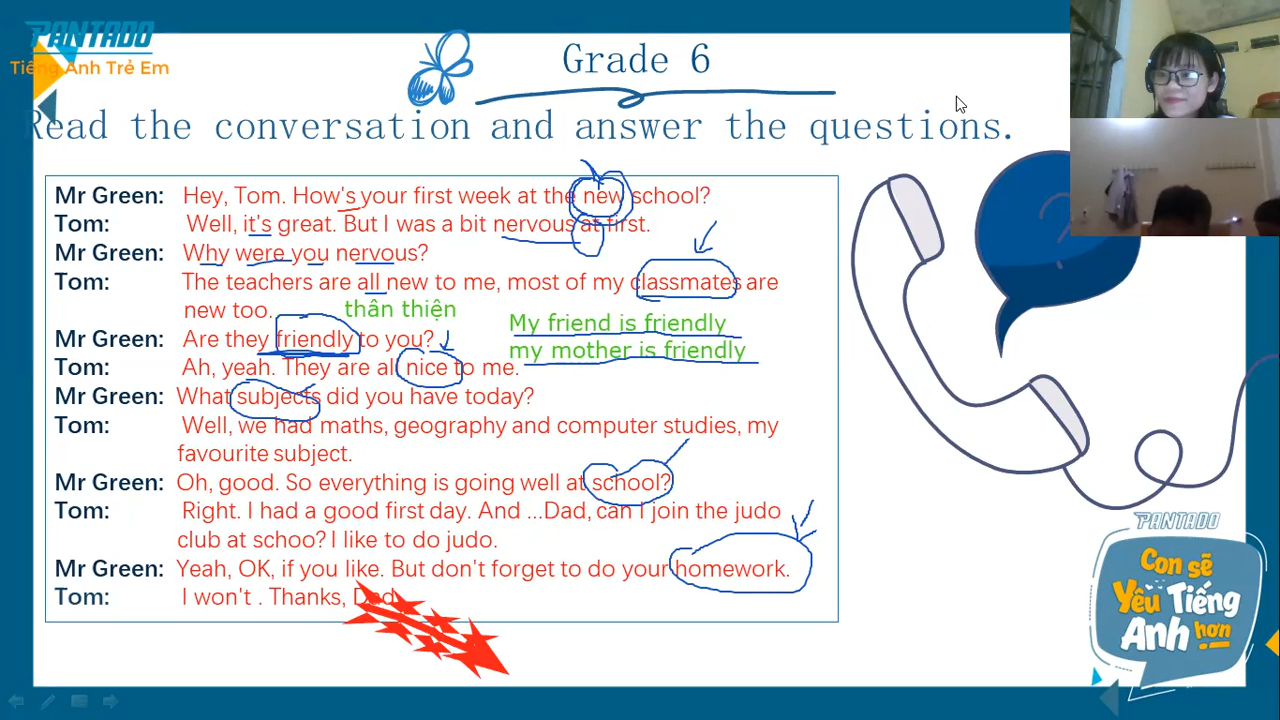 PANTADO
Tiếng Anh Trẻ Em
Grade 6
Read the conversation and answer the questions.
Mr Green: Hey, Tom. How's your first week at the new school?
Tom: Well, it's great. But I was a bit nervous at first.
Mr Green: Why were you nervous?
Tom: The teachers are all new to me, most of my classmates are
new too.
thân thiện
My friend is friendly
Mr Green: Are they friendly to you?
my mother is friendly
Tom: Ah, yeah. They are all nice to me.
Mr Green: What subjects did you have today?
Tom: Well, we had maths, geography and computer studies, my
favourite subject.
Mr Green: Oh, good. So everything is going well at school?
Tom: Right. I had a good first day. And ...Dad, can I join the judo
club at schoo? I like to do judo.
Mr Green: Yeah, OK, if you like. But don't forget to do your homework.
Tom: I won't . Thanks, Dad
PANTADO
Con sẽ
Yêu Tiếng
Anh hơn